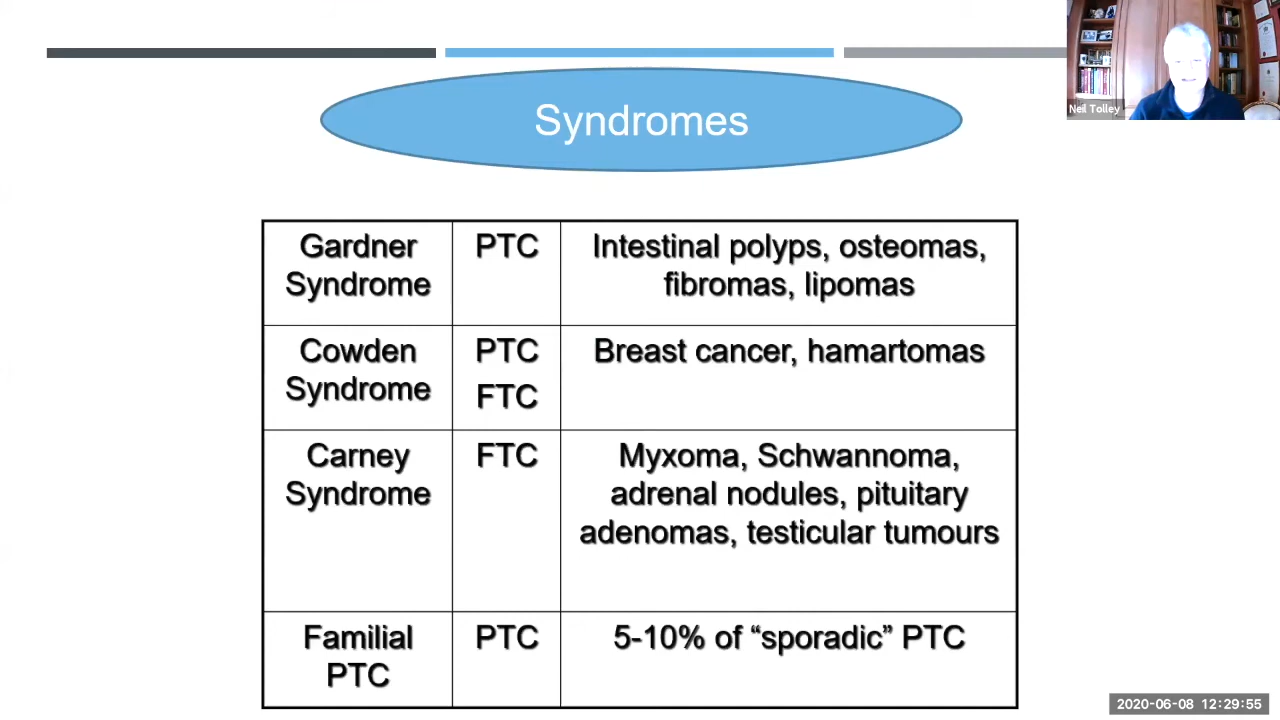 Neil Tolley
Syndromes
Gardner
Syndrome
PTC
Intestinal polyps, osteomas,
fibromas, lipomas
Cowden
Syndrome
PTC
FTC
Breast cancer, hamartomas
Carney
Syndrome
FTC
Myxoma, Schwannoma,
adrenal nodules, pituitary
adenomas, testicular tumours
Familial
PTC
PTC
5-10% of “sporadic” PTC
2020-06-08 12:29:55